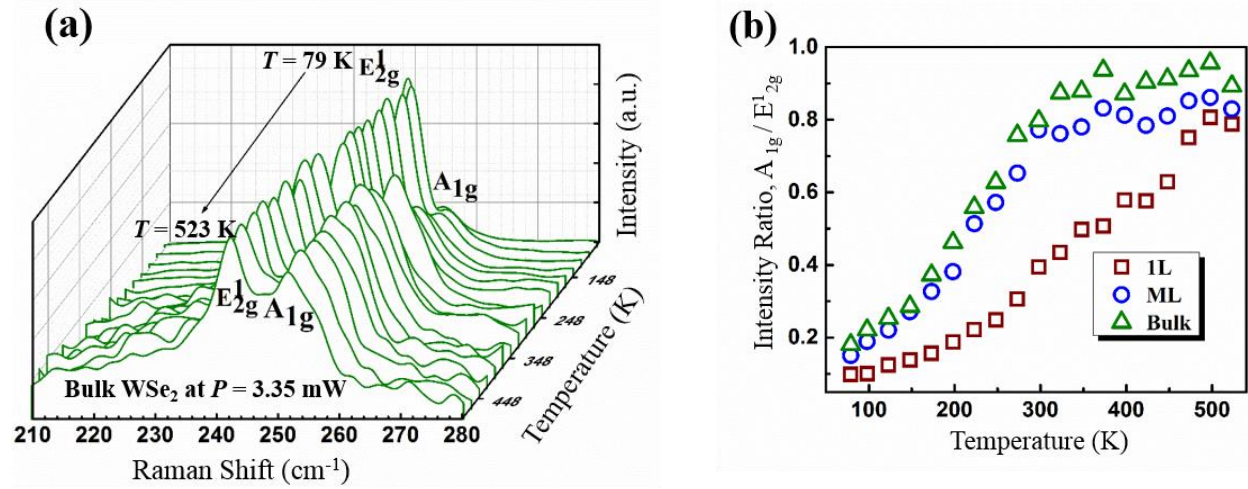 (a)
T = 79 K E¹2g
A1g
T = 523 K
E¹2g A1g
Bulk WSe2 at P = 3.35 mW
210 220 230 240 250 260 270 280
Raman Shift (cm-1)
148
248
348
448
Temperature (K)
Intensity (a.u.)
(b)
1.0
0.8
0.6
0.4
0.2
Intensity Ratio, A1g / E¹2g
1L
ML
Bulk
100 200 300 400 500
Temperature (K)